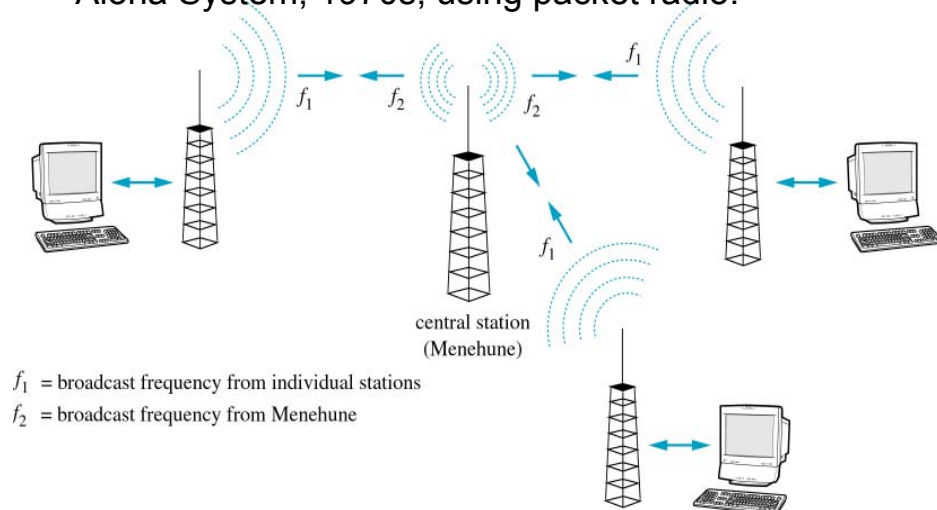 Aloha System, 1970s, using packet radio.
f1
f1
f2
f2
f1
central station
(Menehune)
f1 = broadcast frequency from individual stations
f2 = broadcast frequency from Menehune